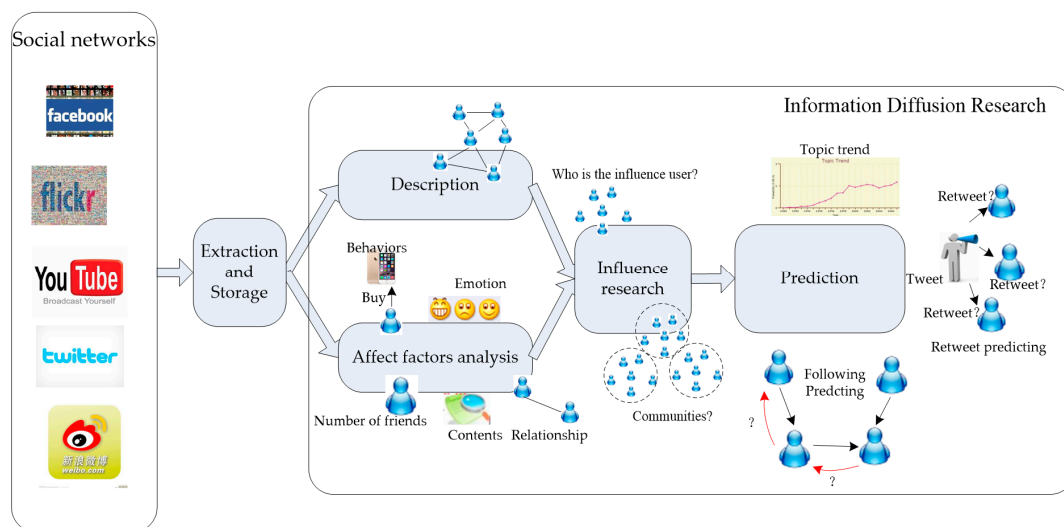 Social networks
facebook
flickr
You Tube
Broadcast Yourself
twitter
新浪微博
weibo.com
Extraction
and
Storage
Information Diffusion Research
Description
Behaviors
Buy
Emotion
Affect factors analysis
Number of friends
Contents
Relationship
Who is the influence user?
Influence
research
Communities?
Topic trend
Topic Trend
Prediction
Retweet?
Tweet
Retweet?
Retweet?
Retweet predicting
Following
Predcting
?
?